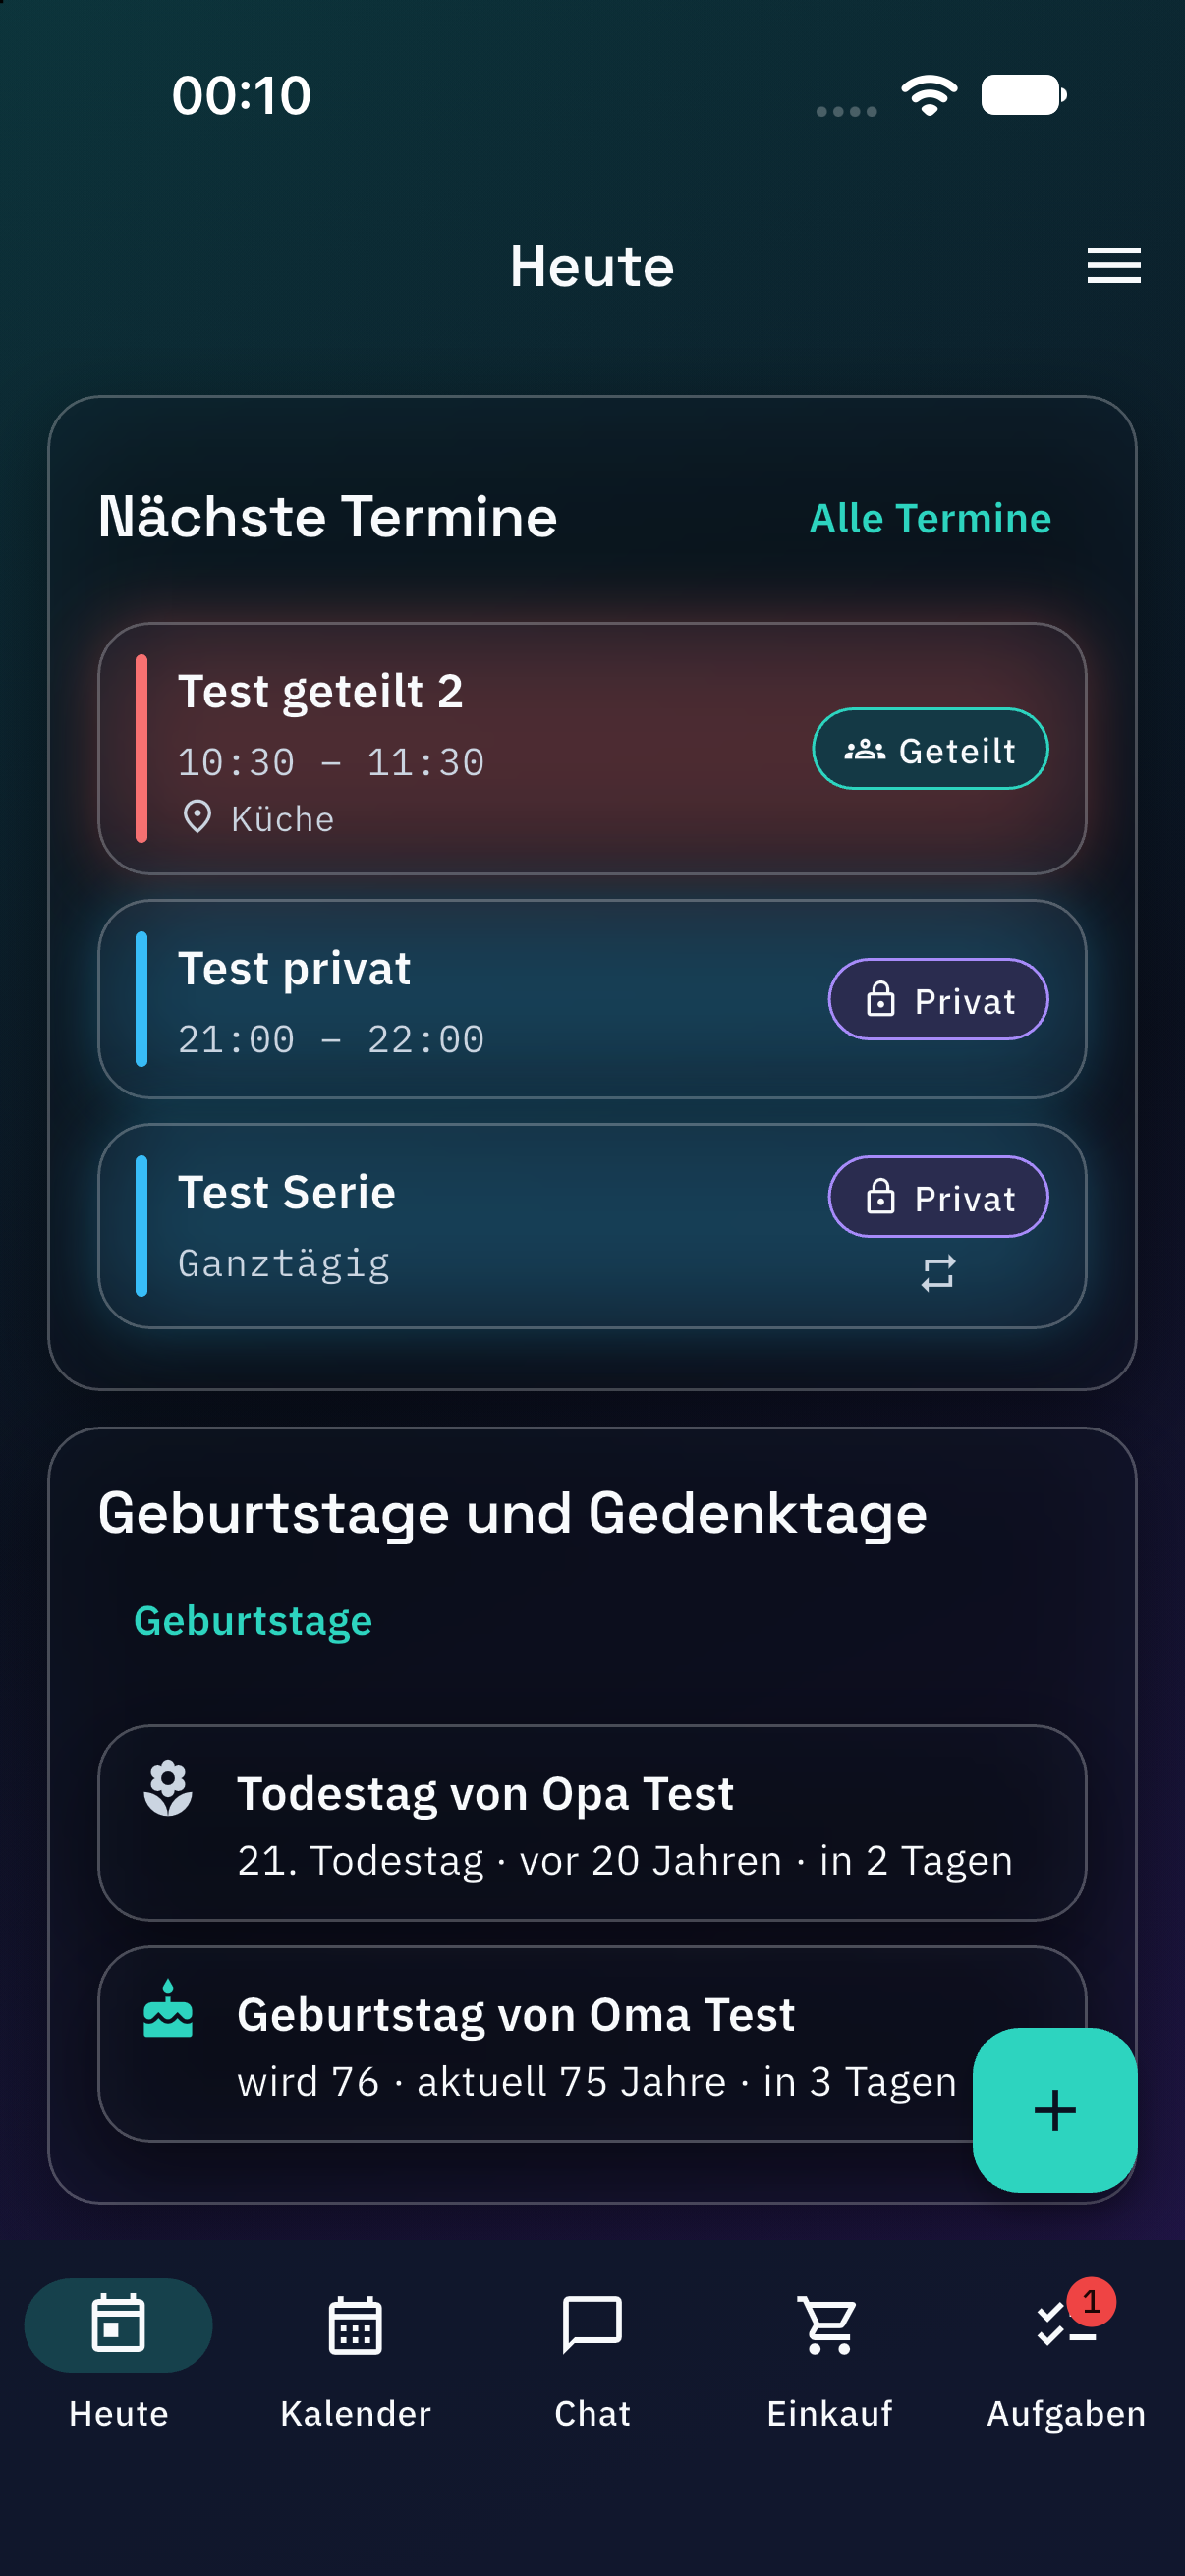 00:10
Heute
Nächste Termine
Alle Termine
Test geteilt 2
10:30 – 11:30
Geteilt
Küche
Test privat
21:00 – 22:00
Privat
Test Serie
Privat
Ganztägig
Geburtstage und Gedenktage
Geburtstage
Todestag von Opa Test
21. Todestag · vor 20 Jahren · in 2 Tagen
Geburtstag von Oma Test
wird 76 · aktuell 75 Jahre · in 3 Tagen
+
1
Heute
Kalender
Chat
Einkauf
Aufgaben